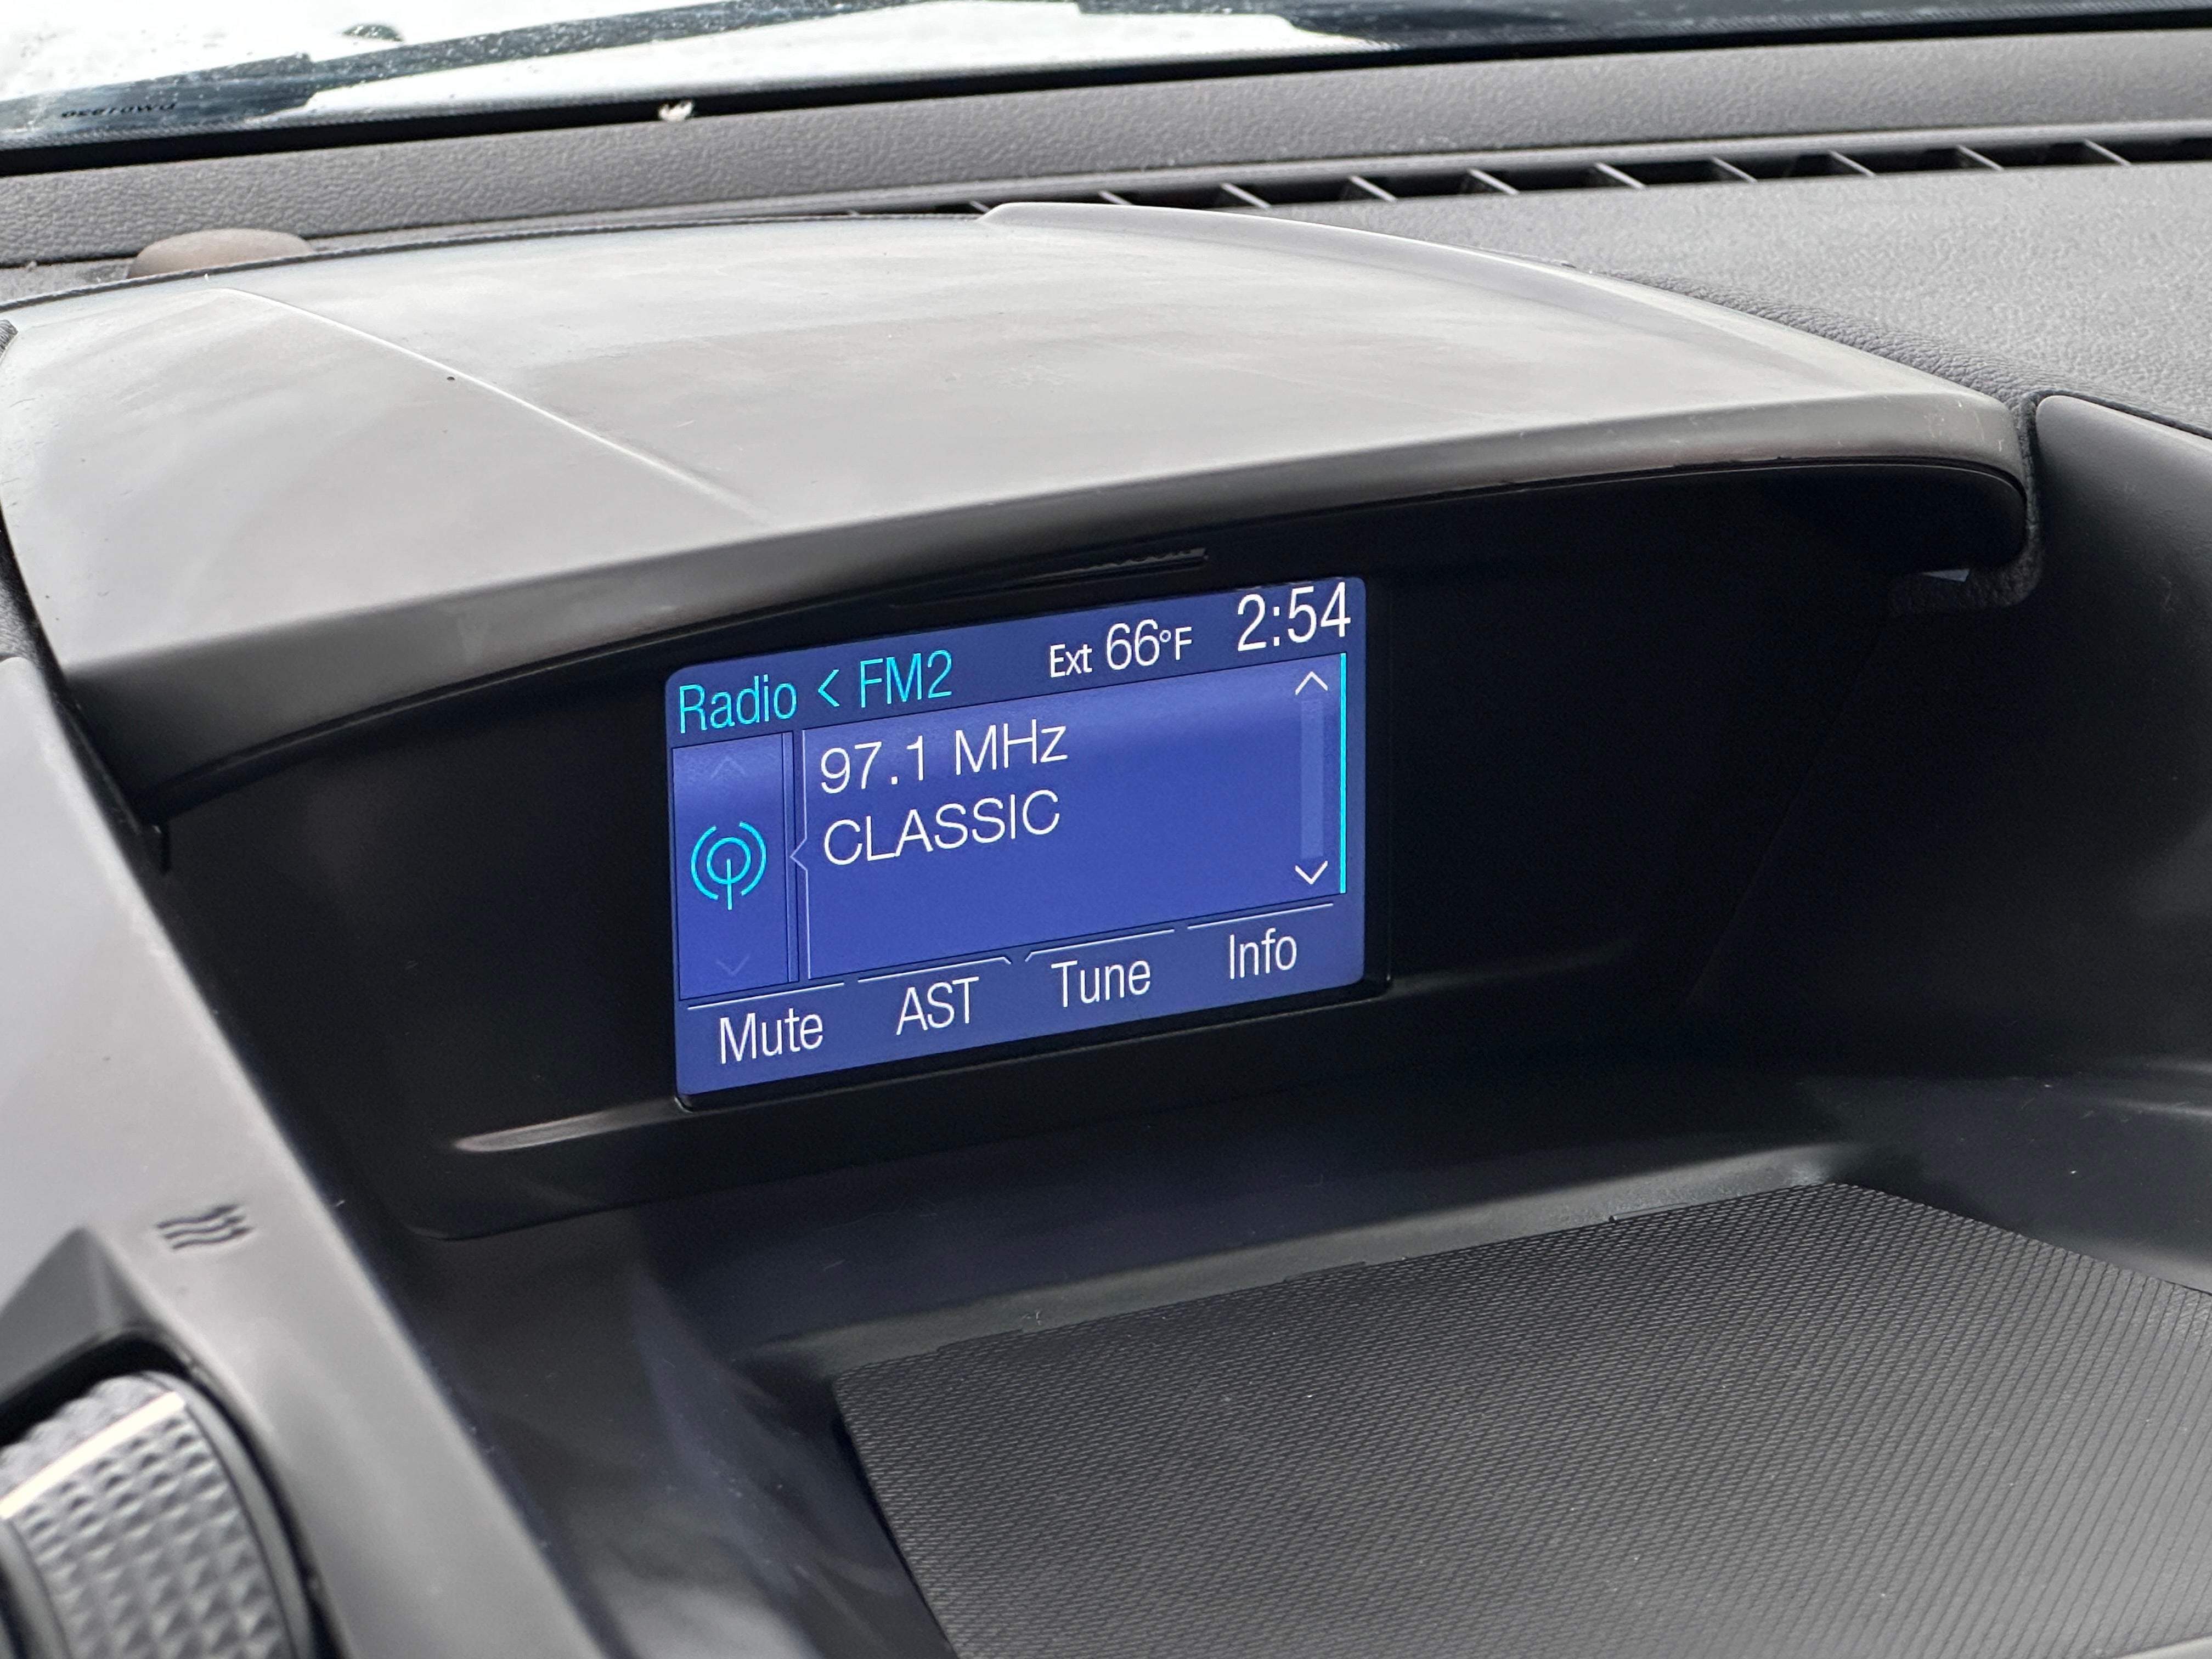 Radio < FM2 Ext 66°F 2:54
97.1 MHz
CLASSIC
Mute AST Tune Info